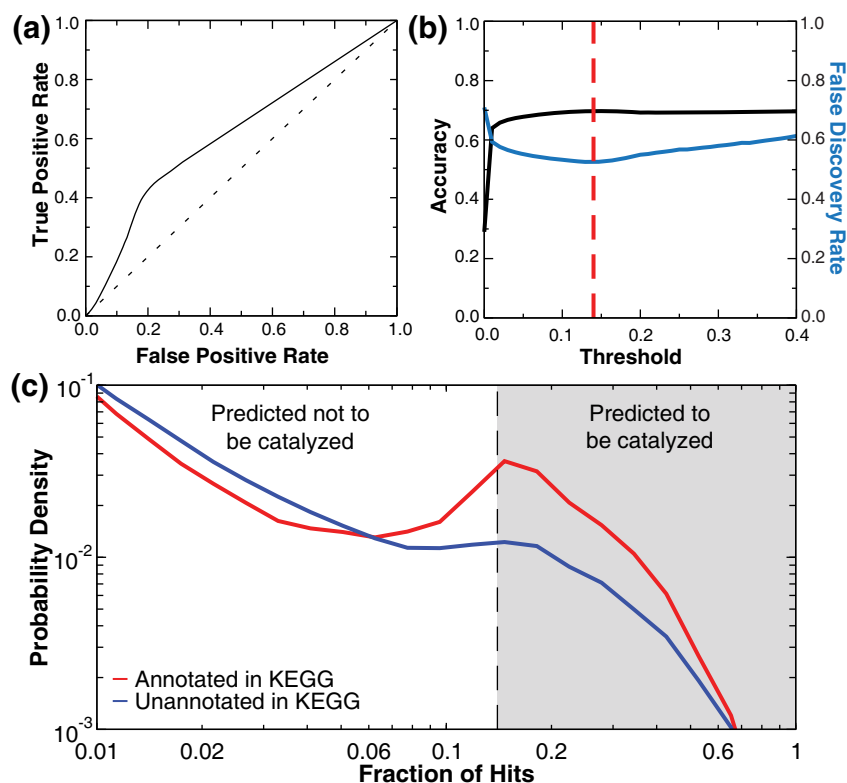 (a)
True Positive Rate
1.0
0.8
0.6
0.4
0.2
0.0
0.0
0.2
0.4
0.6
0.8
1.0
False Positive Rate
(b)
Accuracy
1.0
0.8
0.6
0.4
0.2
0.0
0.0
0.1
0.2
0.3
0.4
Threshold
1.0
0.8
0.6
0.4
0.2
0.0
False Discovery Rate
(c)
Probability Density
10-1
10-2
10-3
Predicted not to
be catalyzed
Predicted to
be catalyzed
Annotated in KEGG
Unannotated in KEGG
0.01
0.02
0.06
0.1
0.2
0.6
1
Fraction of Hits